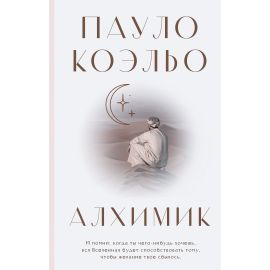 ПАУЛО
КОЭЛЬО
АЛХИМИК
И помни: когда ты чего-нибудь хочешь,
вся Вселенная будет способствовать тому,
чтобы желание твое сбылось.